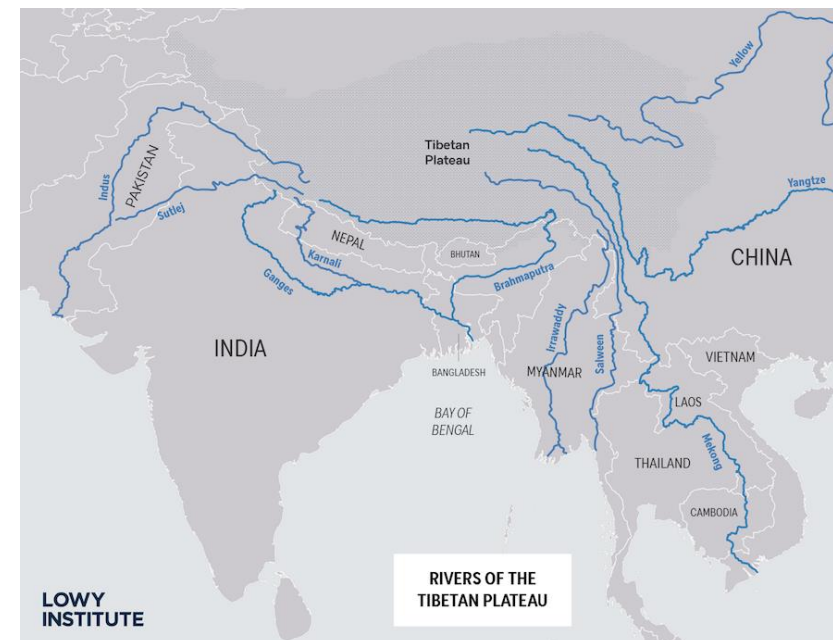 Yellow
Tibetan
Plateau
Indus
PAKISTAN
Yangtze
Sutlej
NEPAL
BHUTAN
CHINA
Karnali
Ganges
Brahmaputra
Irrawaddy
INDIA
Salween
VIETNAM
BANGLADESH
MYANMAR
LAOS
BAY OF
BENGAL
Mekong
THAILAND
CAMBODIA
RIVERS OF THE
TIBETAN PLATEAU
LOWY
INSTITUTE